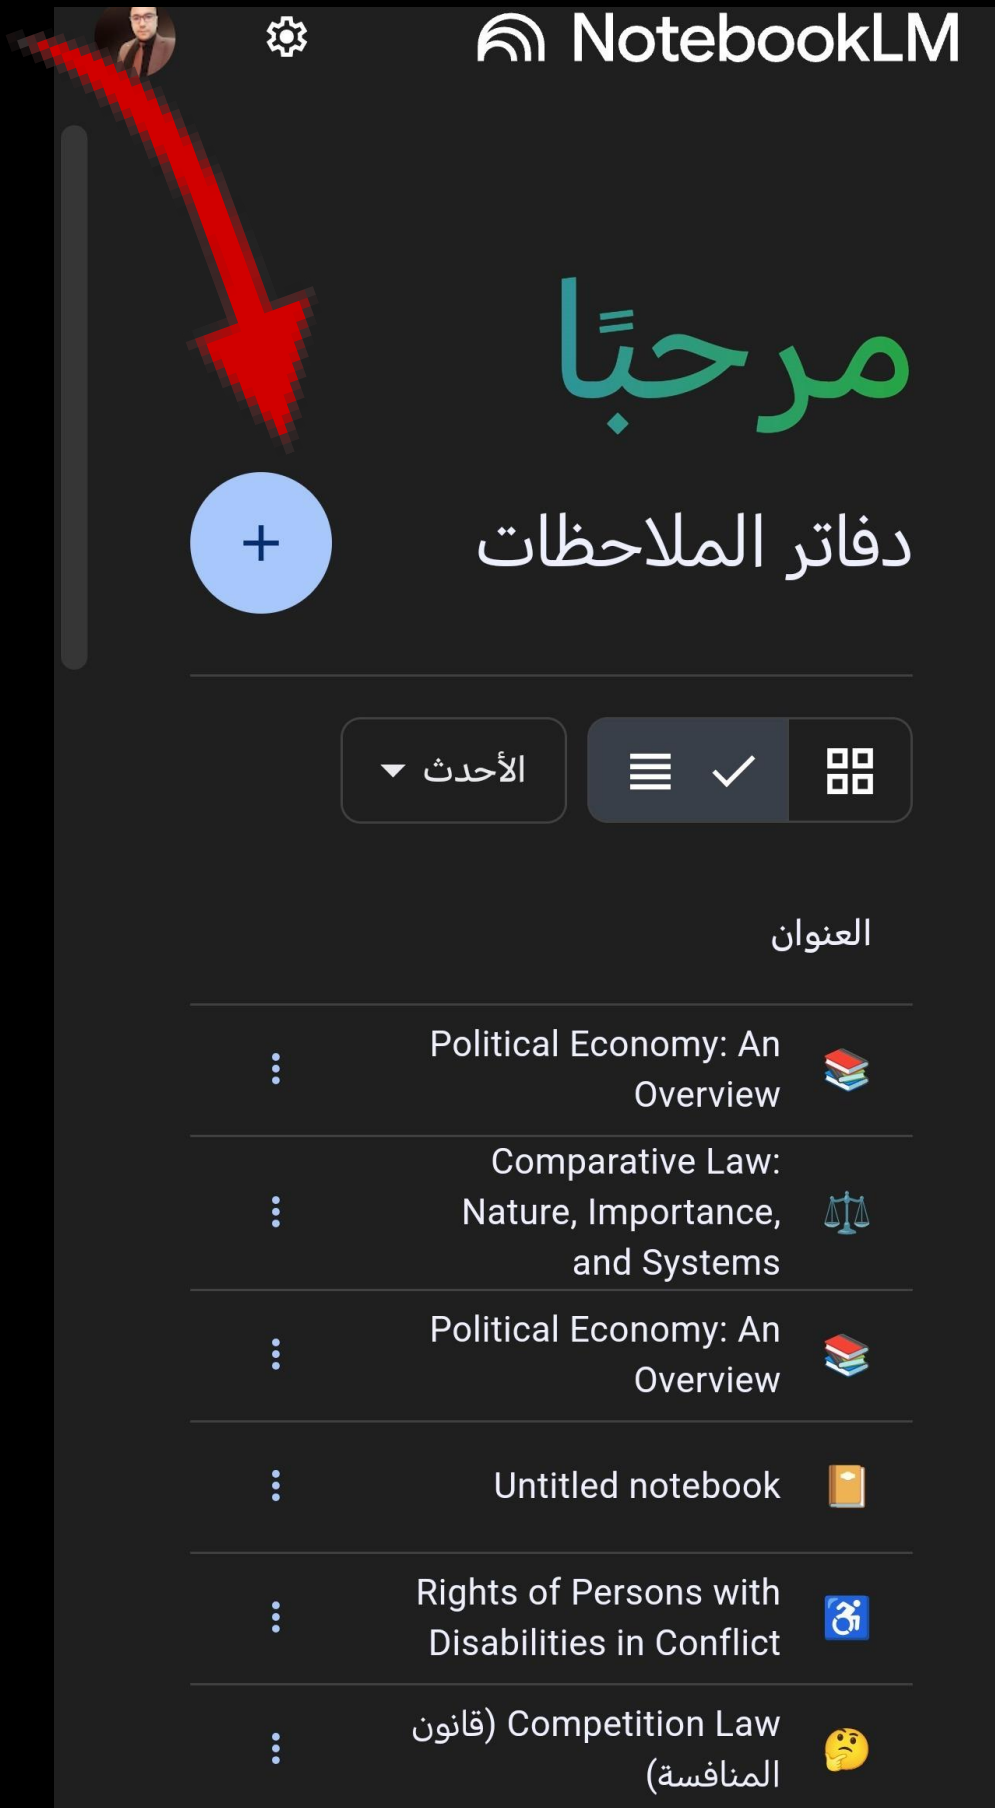 NotebookLM
مرحبًا
دفاتر الملاحظات
الأحدث
العنوان
Political Economy: An
Overview
Comparative Law:
Nature, Importance,
and Systems
Political Economy: An
Overview
Untitled notebook
Rights of Persons with
Disabilities in Conflict
Competition Law (قانون
المنافسة)